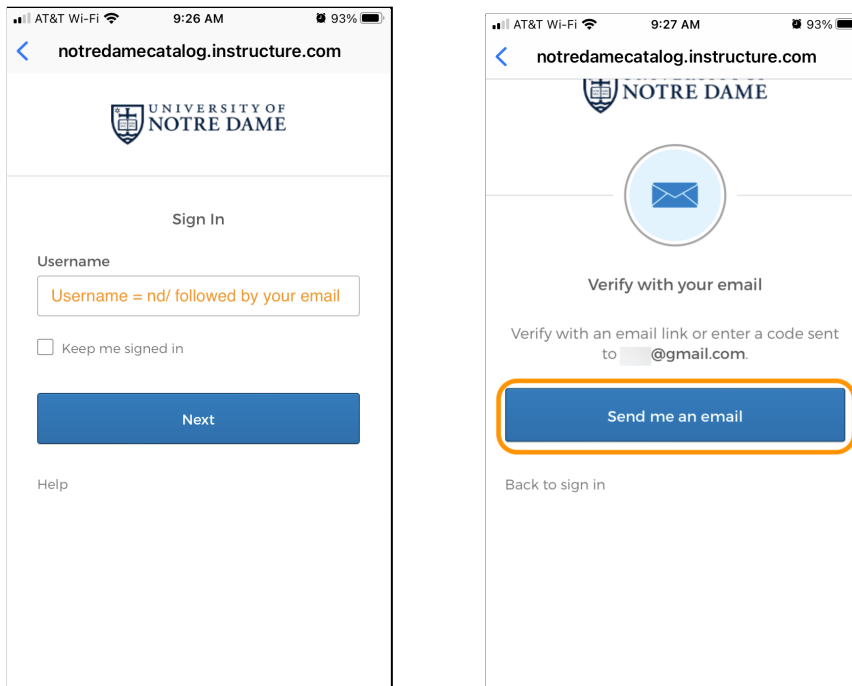 AT&T Wi-Fi 9:26 AM 93%
notredamecatalog.instructure.com
UNIVERSITY OF
NOTRE DAME
Sign In
Username
Username = nd/ followed by your email
Keep me signed in
Next
Help
AT&T Wi-Fi 9:27 AM 93%
notredamecatalog.instructure.com
NOTRE DAME
Verify with your email
Verify with an email link or enter a code sent
to @gmail.com.
Send me an email
Back to sign in